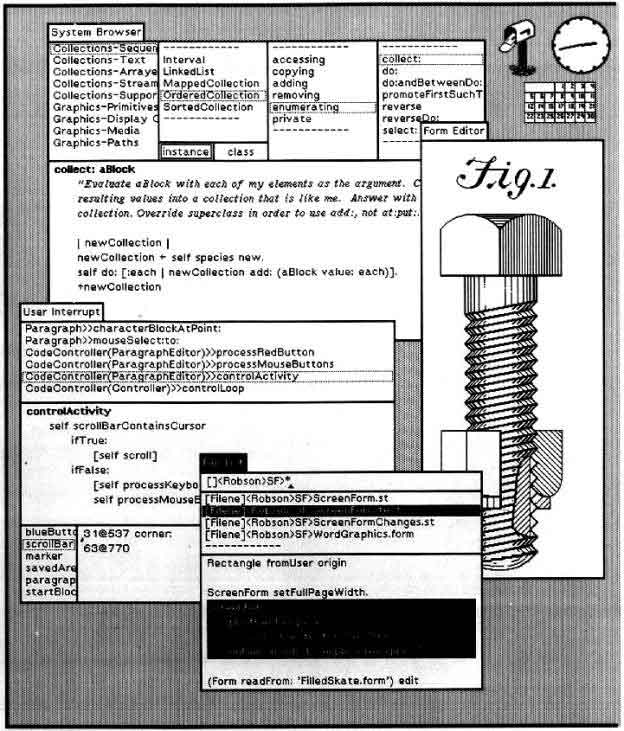 System Browser
Collections-Sequen
Collections-Text
Collections-Arraye
Collections-Stream
Collections-Suppor
Graphics-Primitives
Graphics-Display
Graphics-Media
Graphics-Paths
------------
Interval
LinkedList
MappedCollection
OrderedCollection
SortedCollection
------------
instance
class
------------
accessing
copying
adding
removing
enumerating
private
------------
------------
collect:
do:
do:andBetweenDo:
promoteFirstSuchT
reverse
reverseDo:
select:
Form Editor
Fig. 1.
collect: aBlock
"Evaluate aBlock with each of my elements as the argument. C
resulting values into a collection that is like me. Answer with
collection. Override superclass in order to use add:, not at:put:.
| newCollection |
newCollection ← self species new.
self do: [:each | newCollection add: (aBlock value: each)].
↑newCollection
User Interrupt
Paragraph>>characterBlockAtPoint:
Paragraph>>mouseSelect:to:
CodeController(ParagraphEditor)>>processRedButton
CodeController(ParagraphEditor)>>processMouseButtons
CodeController(ParagraphEditor)>>controlActivity
CodeController(Controller)>>controlLoop
controlActivity
self scrollBarContainsCursor
ifTrue:
[self scroll]
ifFalse:
[self processKeybo
self processMouseB
blueButto
scrollBar
marker
savedAre
paragrap
startBloc
31@537 corner:
63@770
[]<Robson>SF>*
[Filene]<Robson>SF>ScreenForm.st
[Filene]<Robson>SF>ScreenFormChanges.st
[Filene]<Robson>SF>WordGraphics.form
------------
Rectangle fromUser origin
ScreenForm setFullPageWidth.
(Form readFrom: 'FilledSkate.form') edit